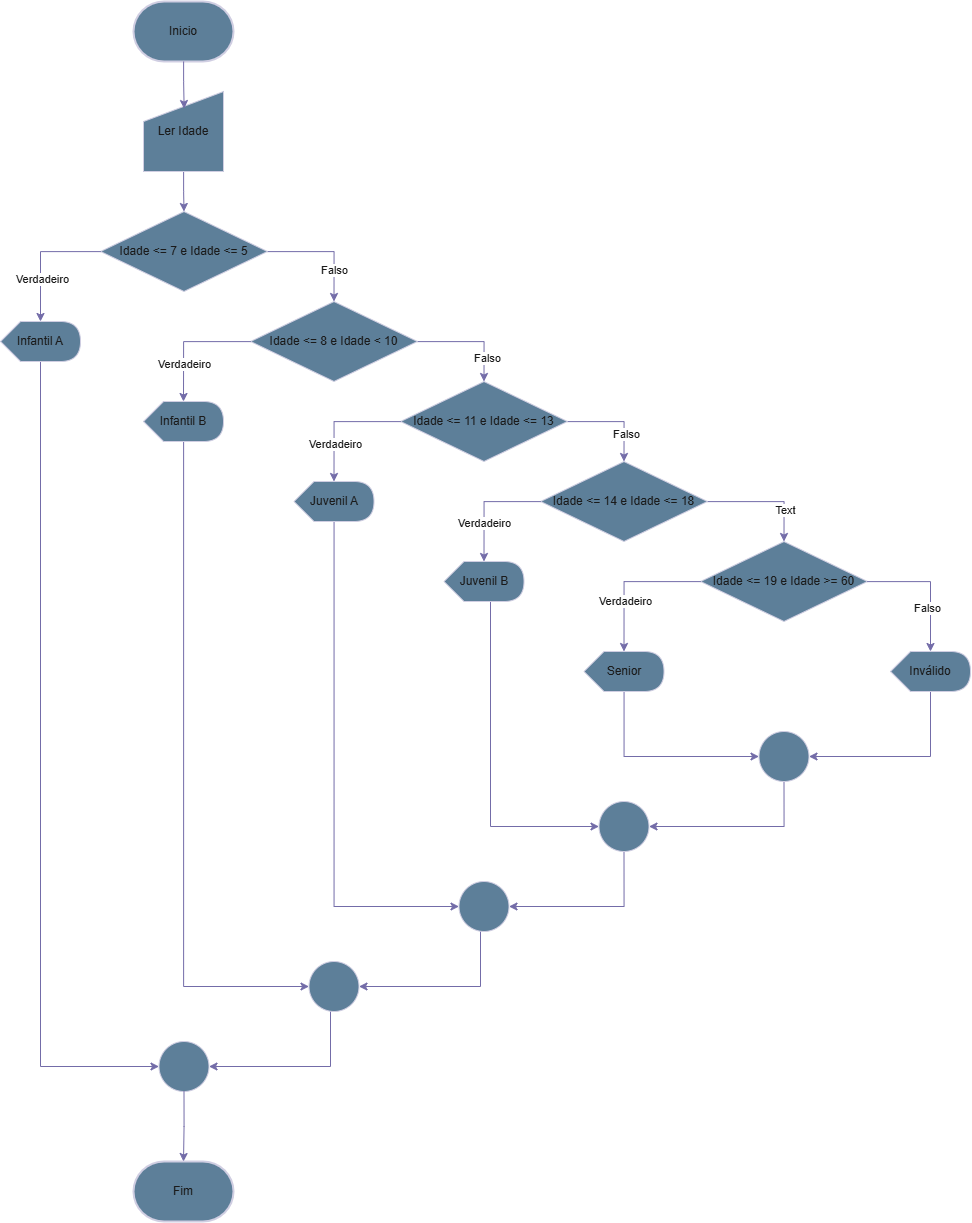 Inicio
Ler Idade
Idade <= 7 e Idade <= 5
Verdadeiro
Falso
Infantil A
Idade <= 8 e Idade < 10
Verdadeiro
Falso
Infantil B
Idade <= 11 e Idade <= 13
Verdadeiro
Falso
Juvenil A
Idade <= 14 e Idade <= 18
Verdadeiro
Text
Juvenil B
Idade <= 19 e Idade >= 60
Verdadeiro
Falso
Senior
Inválido
Fim